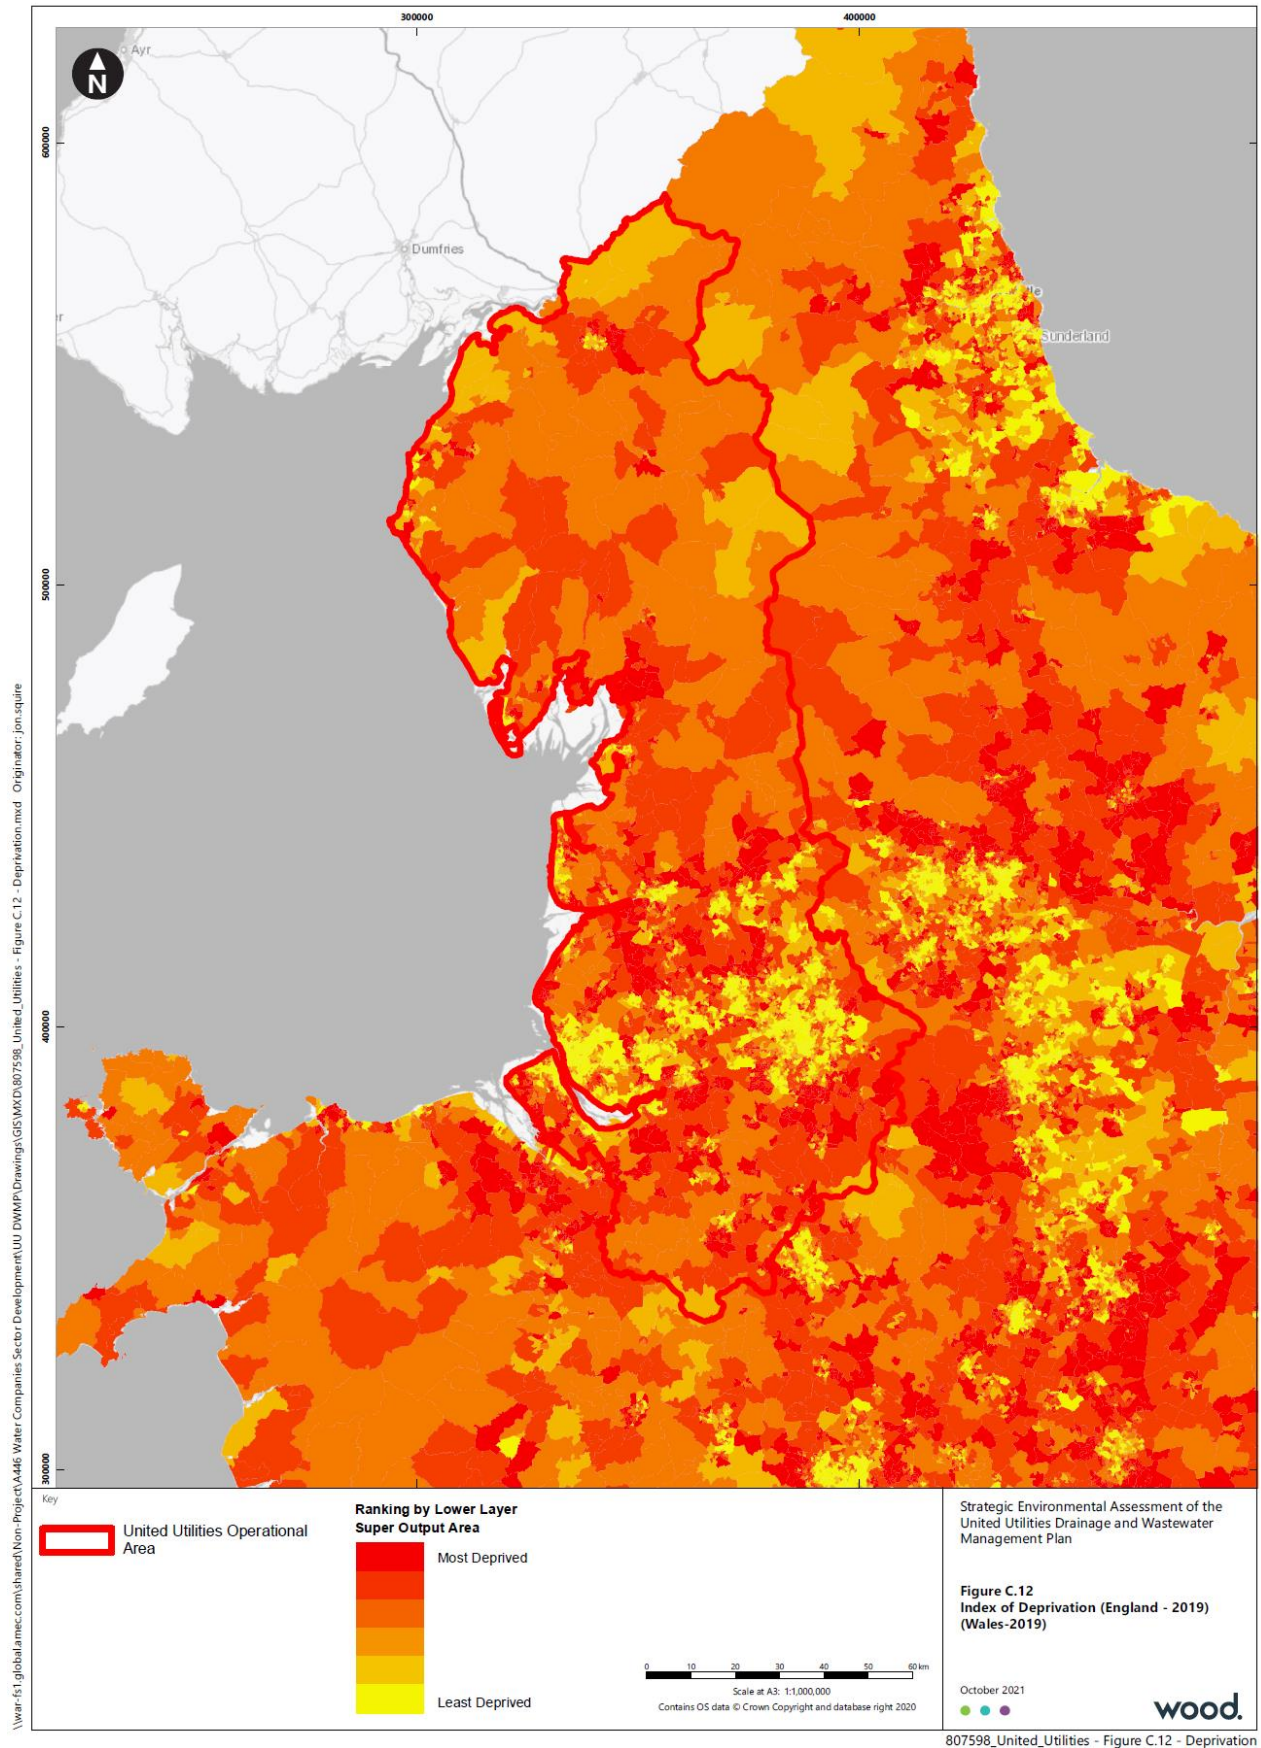 300000
400000
N
Ayr
600000
Dumfries
Sunderland
500000
400000
300000
\\war-fs1.global.amec.com\shared\Non-Project\A446 Water Companies Sector Development\UU DWMP\Drawings\GIS\MXD\807598_United_Utilities - Figure C.12 - Deprivation.mxd Originator: jon.squire
Key
United Utilities Operational
Area
Ranking by Lower Layer
Super Output Area
Most Deprived
Least Deprived
0 10 20 30 40 50 60 km
Scale at A3: 1:1,000,000
Contains OS data © Crown Copyright and database right 2020
Strategic Environmental Assessment of the
United Utilities Drainage and Wastewater
Management Plan
Figure C.12
Index of Deprivation (England - 2019)
(Wales-2019)
October 2021
wood.
807598_United_Utilities - Figure C.12 - Deprivation